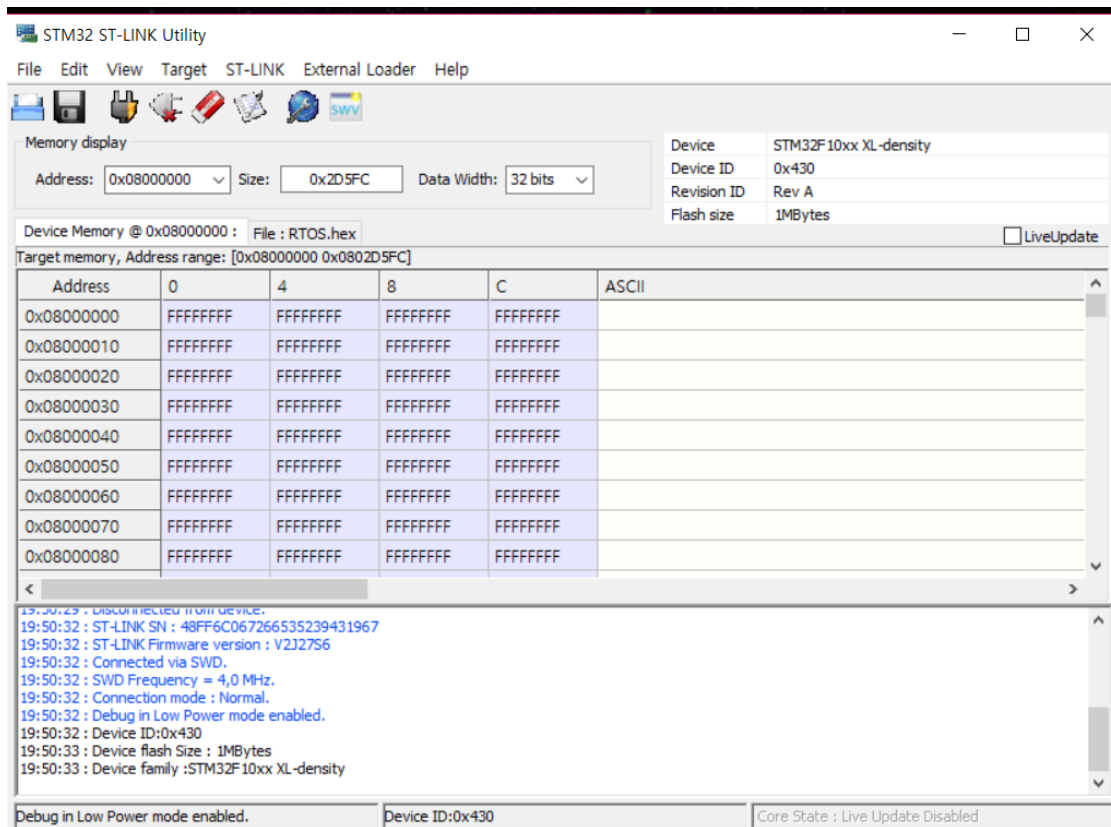 STM32 ST-LINK Utility
File Edit View Target ST-LINK External Loader Help
SWV
Memory display
Address: 0x08000000 Size: 0x2D5FC Data Width: 32 bits
Device STM32F10xx XL-density
Device ID 0x430
Revision ID Rev A
Flash size 1MBytes
Device Memory @ 0x08000000 : File : RTOS.hex LiveUpdate
Target memory, Address range: [0x08000000 0x0802D5FC]
Address 0 4 8 C ASCII
0x08000000 FFFFFFFF FFFFFFFF FFFFFFFF FFFFFFFF
0x08000010 FFFFFFFF FFFFFFFF FFFFFFFF FFFFFFFF
0x08000020 FFFFFFFF FFFFFFFF FFFFFFFF FFFFFFFF
0x08000030 FFFFFFFF FFFFFFFF FFFFFFFF FFFFFFFF
0x08000040 FFFFFFFF FFFFFFFF FFFFFFFF FFFFFFFF
0x08000050 FFFFFFFF FFFFFFFF FFFFFFFF FFFFFFFF
0x08000060 FFFFFFFF FFFFFFFF FFFFFFFF FFFFFFFF
0x08000070 FFFFFFFF FFFFFFFF FFFFFFFF FFFFFFFF
0x08000080 FFFFFFFF FFFFFFFF FFFFFFFF FFFFFFFF
19:50:29 : Disconnected from device.
19:50:32 : ST-LINK SN : 48FF6C067266535239431967
19:50:32 : ST-LINK Firmware version : V2J27S6
19:50:32 : Connected via SWD.
19:50:32 : SWD Frequency = 4,0 MHz.
19:50:32 : Connection mode : Normal.
19:50:32 : Debug in Low Power mode enabled.
19:50:32 : Device ID:0x430
19:50:33 : Device flash Size : 1MBytes
19:50:33 : Device family :STM32F10xx XL-density
Debug in Low Power mode enabled. Device ID:0x430 Core State : Live Update Disabled